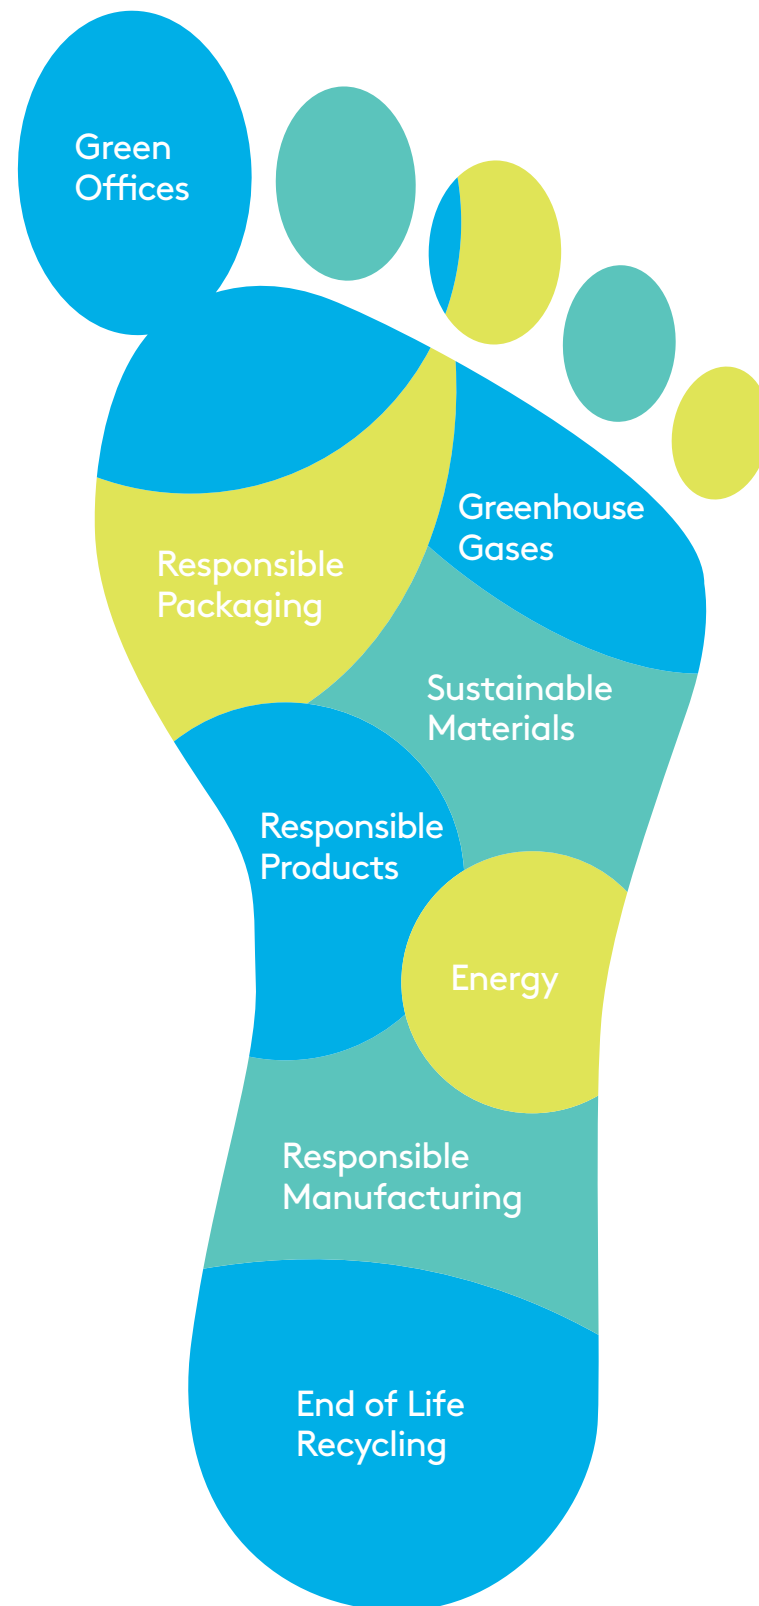 Green
Offices
Greenhouse
Gases
Responsible
Packaging
Sustainable
Materials
Responsible
Products
Energy
Responsible
Manufacturing
End of Life
Recycling